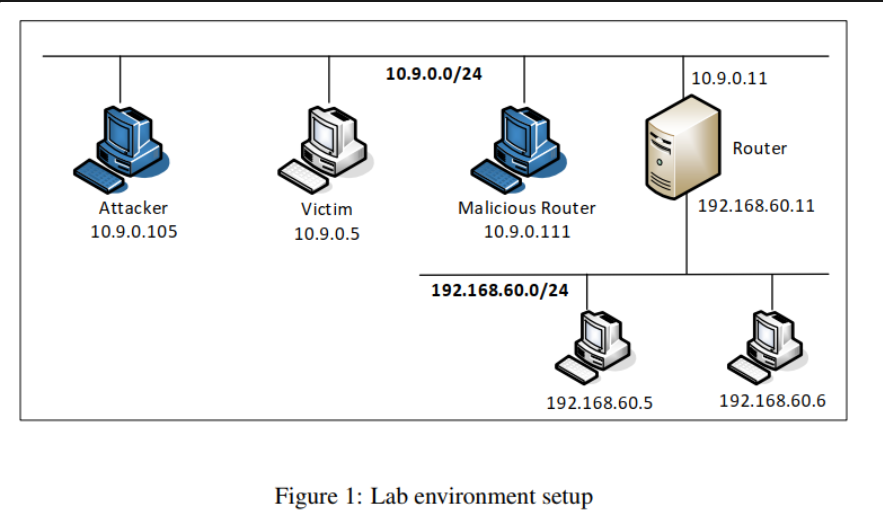 10.9.0.0/24
10.9.0.11
Router
Attacker
10.9.0.105
Victim
10.9.0.5
Malicious Router
10.9.0.111
192.168.60.11
192.168.60.0/24
192.168.60.5
192.168.60.6
Figure 1: Lab environment setup